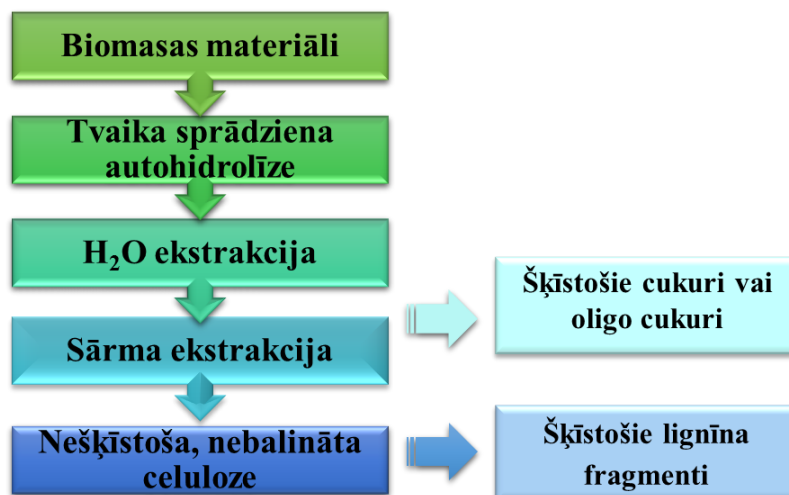 Biomasas materiāli
Tvaika sprādziena
autohidrolīze
H₂O ekstrakcija
Šķīstošie cukuri vai
oligo cukuri
Sārma ekstrakcija
Nešķīstoša, nebalināta
celuloze
Šķīstošie lignīna
fragmenti